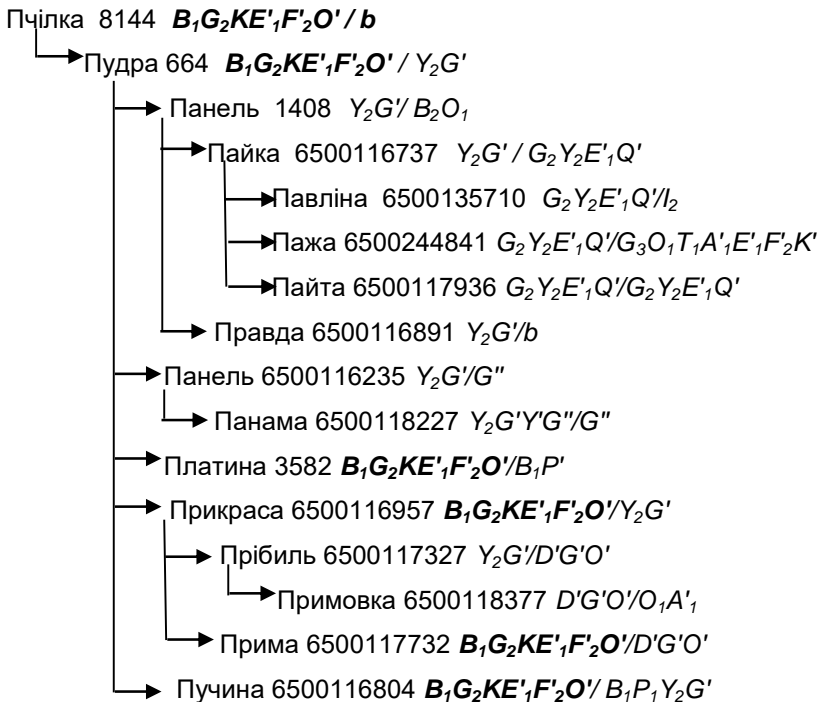 Пчілка 8144 B₁G₂KE'₁F'₂O' / b
Пудра 664 B₁G₂KE'₁F'₂O' / Y₂G'
Панель 1408 Y₂G'/ B₂O₁
Пайка 6500116737 Y₂G' / G₂Y₂E'₁Q'
Павліна 6500135710 G₂Y₂E'₁Q'/I₂
Пажа 6500244841 G₂Y₂E'₁Q'/G₃O₁T₁A'₁E'₁F'₂K'
Пайта 6500117936 G₂Y₂E'₁Q'/G₂Y₂E'₁Q'
Правда 6500116891 Y₂G'/b
Панель 6500116235 Y₂G'/G"
Панама 6500118227 Y₂G'Y'G"/G"
Платина 3582 B₁G₂KE'₁F'₂O'/B₁P'
Прикраса 6500116957 B₁G₂KE'₁F'₂O'/Y₂G'
Прібиль 6500117327 Y₂G'/D'G'O'
Примовка 6500118377 D'G'O'/O₁A'₁
Прима 6500117732 B₁G₂KE'₁F'₂O'/D'G'O'
Пучина 6500116804 B₁G₂KE'₁F'₂O'/ B₁P₁Y₂G'